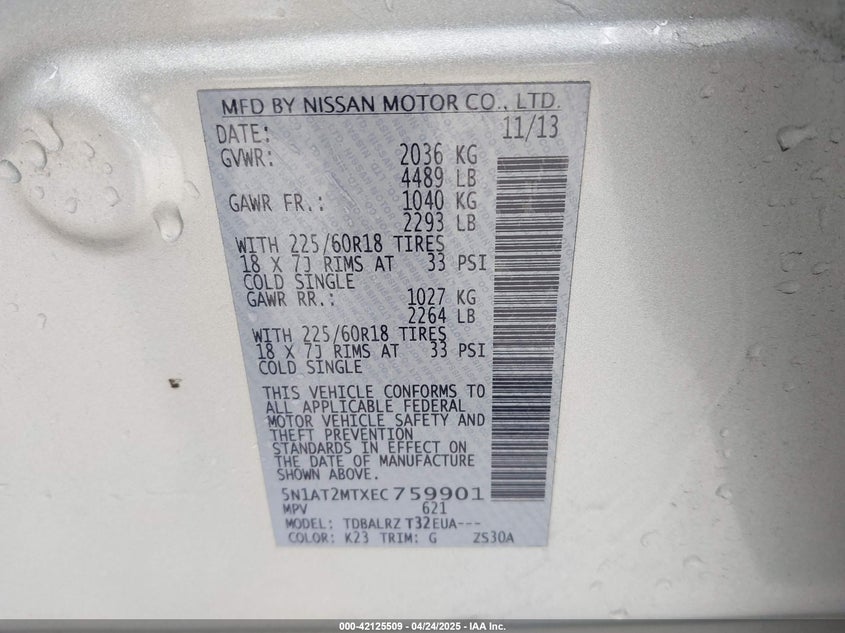 MFD BY NISSAN MOTOR CO., LTD.
DATE: 11/13
GVWR: 2036 KG
4489 LB
GAWR FR.: 1040 KG
2293 LB
WITH 225/60R18 TIRES
18 X 7J RIMS AT 33 PSI
COLD SINGLE
GAWR RR.: 1027 KG
2264 LB
WITH 225/60R18 TIRES
18 X 7J RIMS AT 33 PSI
COLD SINGLE
THIS VEHICLE CONFORMS TO
ALL APPLICABLE FEDERAL
MOTOR VEHICLE SAFETY AND
THEFT PREVENTION
STANDARDS IN EFFECT ON
THE DATE OF MANUFACTURE
SHOWN ABOVE.
5N1AT2MTXEC759901
MPV 621
MODEL: TDBALRZ T32EUA---
COLOR: K23 TRIM: G ZS30A
000-42125509 - 04/24/2025 - IAA Inc.